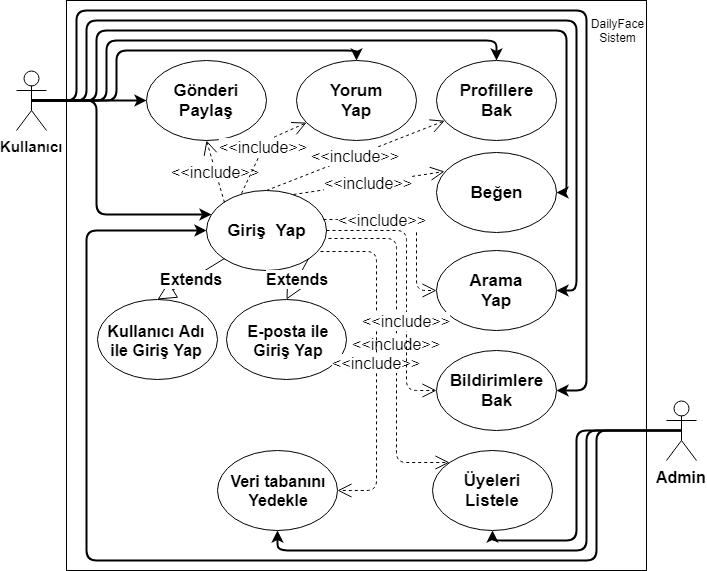 DailyFace
Sistem
Gönderi
Paylaş
Yorum
Yap
Profillere
Bak
Kullanıcı
<<include>>
<<include>>
<<include>>
<<include>>
Beğen
<<include>>
Giriş Yap
Extends
Extends
Arama
Yap
Kullanıcı Adı
ile Giriş Yap
E-posta ile
Giriş Yap
<<include>>
<<include>>
<<include>>
Bildirimlere
Bak
Veri tabanını
Yedekle
Üyeleri
Listele
Admin